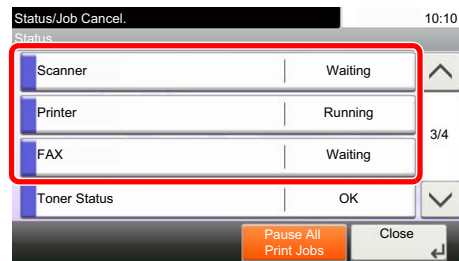 Status/Job Cancel. 10:10
Status
Scanner Waiting
Printer Running
3/4
FAX Waiting
Toner Status OK
Pause All Print Jobs
Close